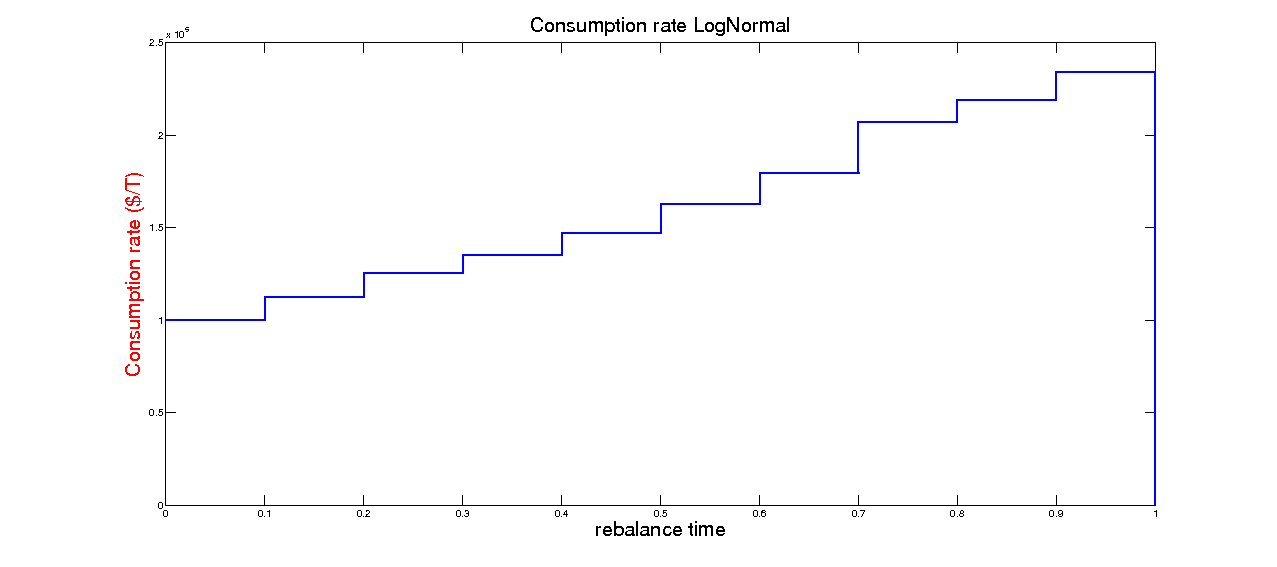 Consumption rate LogNormal
x 10^5
2.5
2
1.5
1
0.5
0
Consumption rate ($/T)
0 0.1 0.2 0.3 0.4 0.5 0.6 0.7 0.8 0.9 1
rebalance time